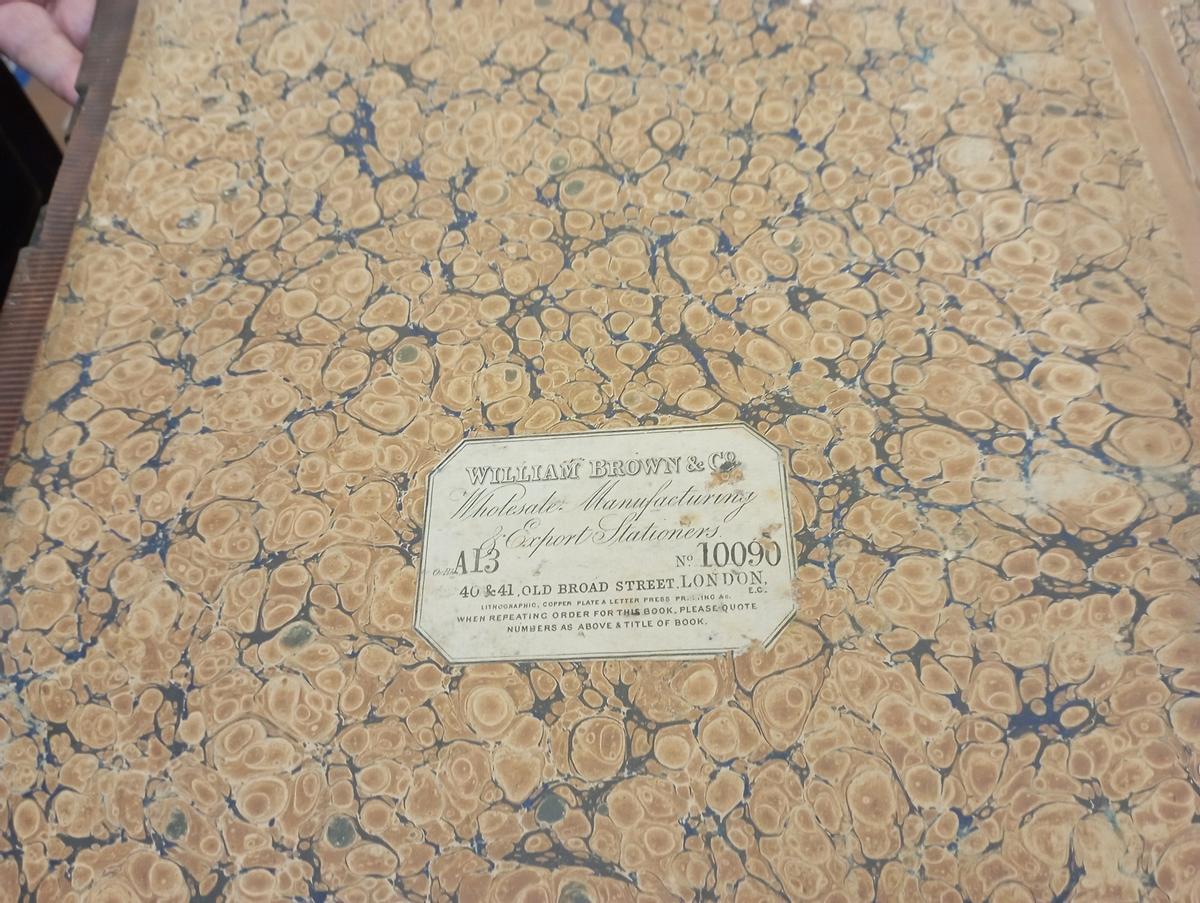 WILLIAM BROWN & Co.
Wholesale, Manufacturing
& Export Stationers.
A13 No. 10090
40 & 41, OLD BROAD STREET, LONDON, E.C.
LITHOGRAPHIC, COPPER PLATE & LETTER PRESS PRINTING &c.
WHEN REPEATING ORDER FOR THIS BOOK, PLEASE QUOTE
NUMBERS AS ABOVE & TITLE OF BOOK.